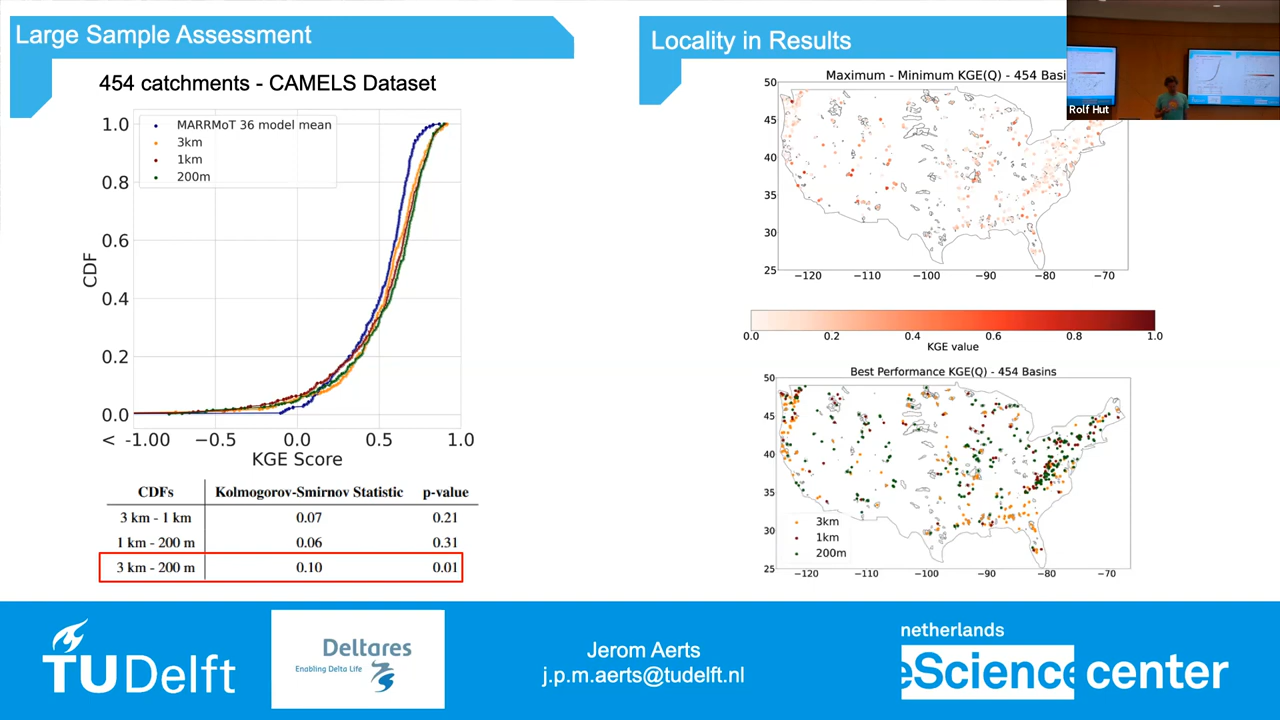 Large Sample Assessment
454 catchments - CAMELS Dataset
MARRMoT 36 model mean
3km
1km
200m
1.0
0.8
0.6
0.4
0.2
0.0
CDF
< -1.00 −0.5 0.0 0.5 1.0
KGE Score
CDFs Kolmogorov-Smirnov Statistic p-value
3 km - 1 km 0.07 0.21
1 km - 200 m 0.06 0.31
3 km - 200 m 0.10 0.01
Locality in Results
Maximum - Minimum KGE(Q) - 454 Basi
50
45
40
35
30
25
−120 −110 −100 −90 −80 −70
0.0 0.2 0.4 0.6 0.8 1.0
KGE value
Best Performance KGE(Q) - 454 Basins
50
45
40
35
30
25
3km
1km
200m
−120 −110 −100 −90 −80 −70
Rolf Hut
TUDelft
Deltares
Enabling Delta Life
Jerom Aerts
j.p.m.aerts@tudelft.nl
netherlands
eScience center